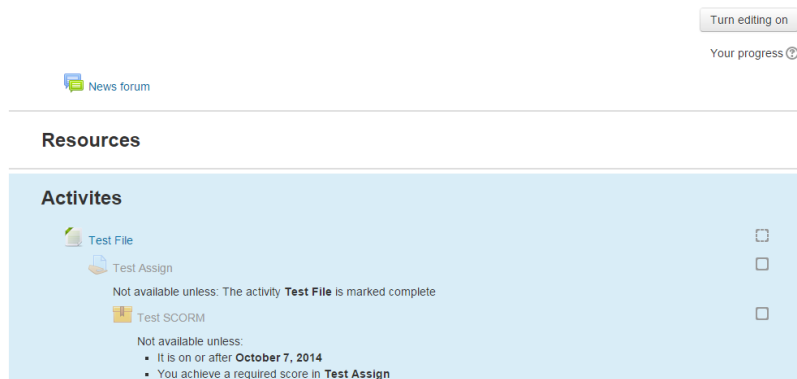 Turn editing on
Your progress
News forum
Resources
Activites
Test File
Test Assign
Not available unless: The activity Test File is marked complete
Test SCORM
Not available unless:
It is on or after October 7, 2014
You achieve a required score in Test Assign